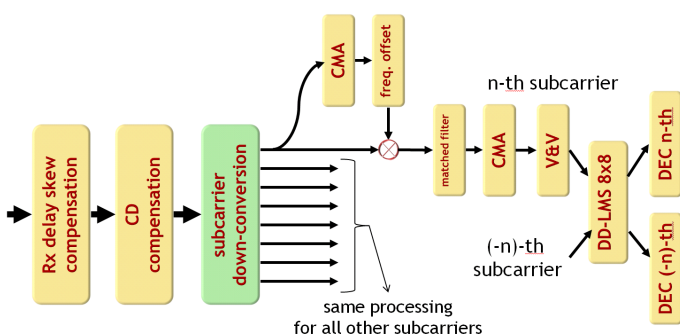 Rx delay skew
compensation
CD
compensation
subcarrier
down-conversion
CMA
freq. offset
matched filter
CMA
V&V
n-th subcarrier
(-n)-th
subcarrier
DD-LMS 8x8
DEC n-th
DEC (-n)-th
same processing
for all other subcarriers